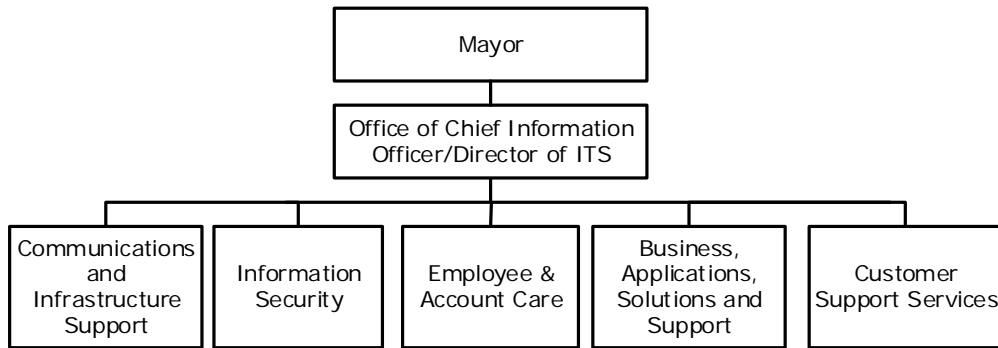 Mayor
Office of Chief Information
Officer/Director of ITS
Communications
and
Infrastructure
Support
Information
Security
Employee &
Account Care
Business,
Applications,
Solutions and
Support
Customer
Support Services